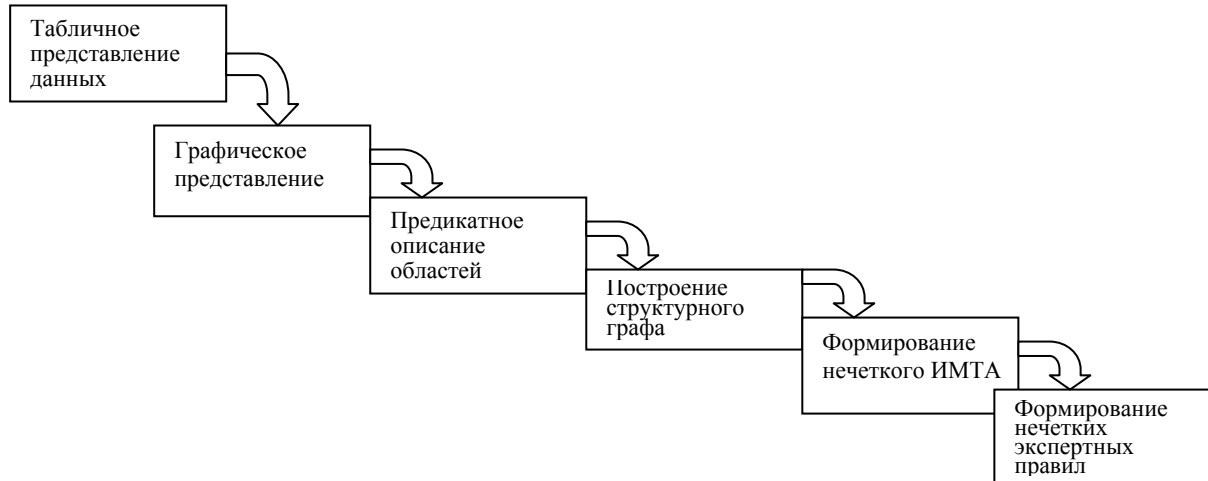 Табличное
представление
данных
Графическое
представление
Предикатное
описание
областей
Построение
структурного
графа
Формирование
нечеткого ИМТА
Формирование
нечетких
экспертных
правил